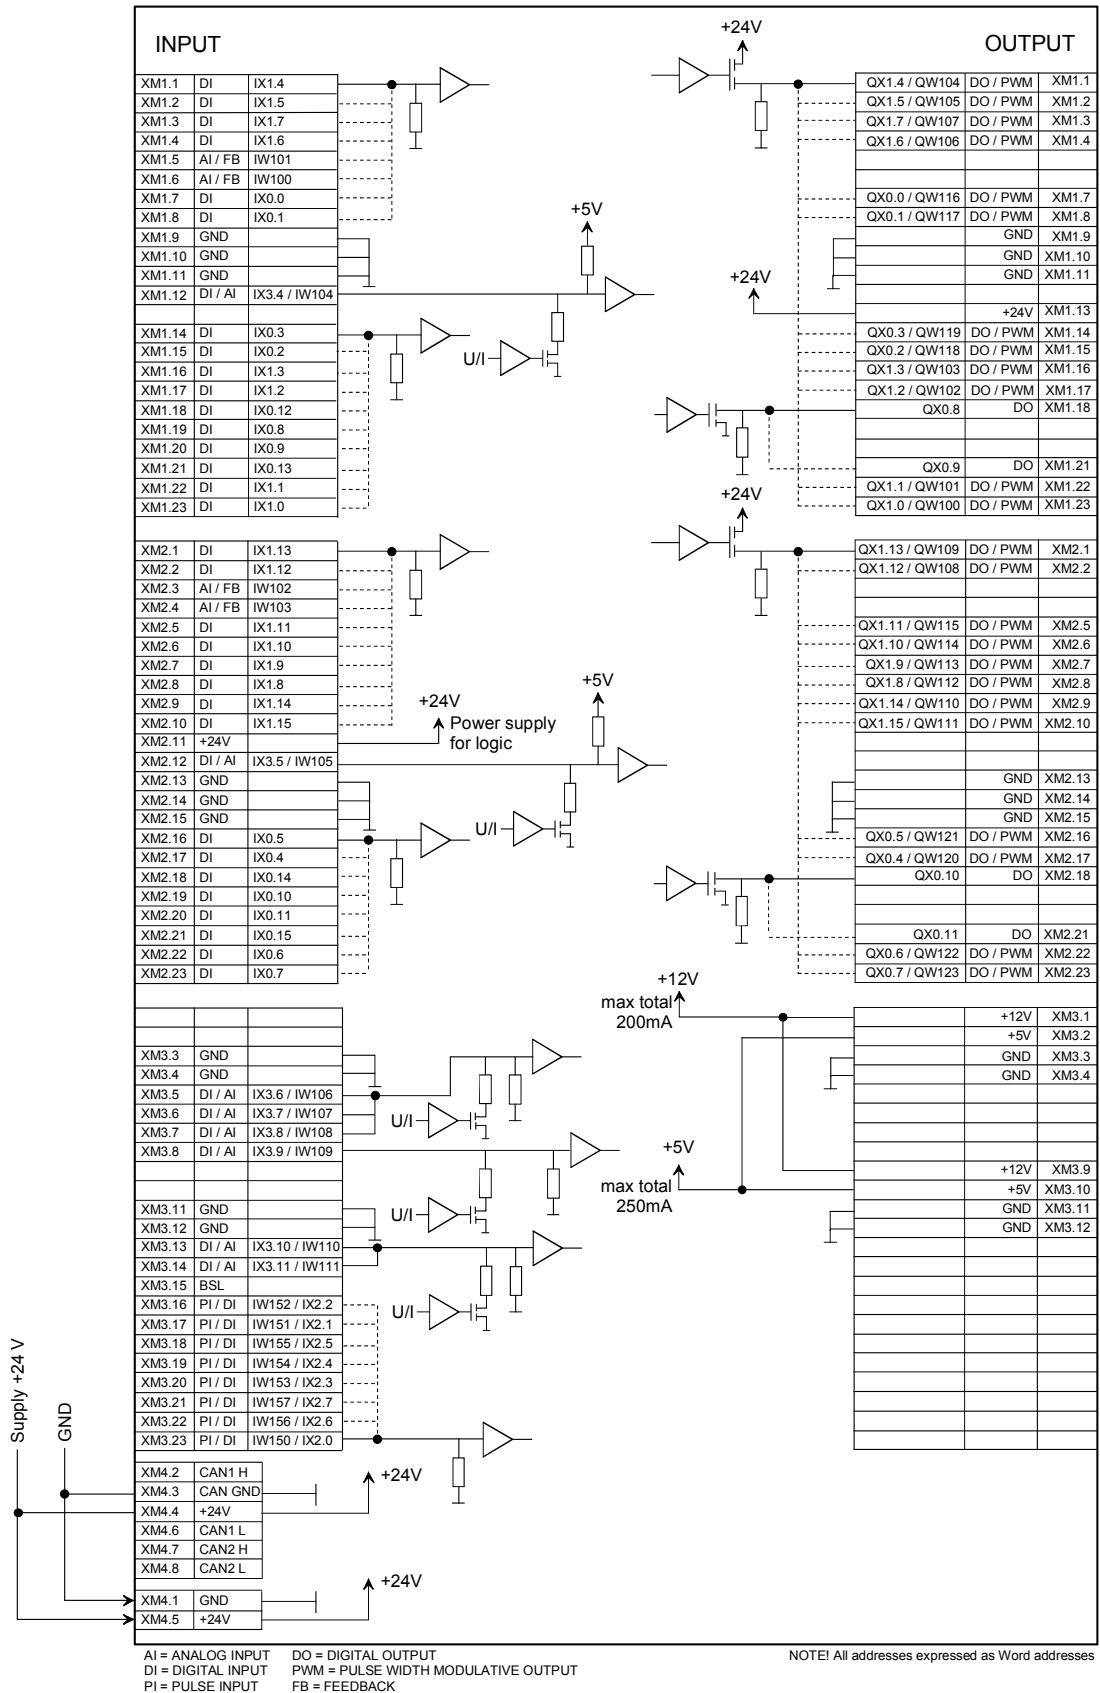 INPUT
OUTPUT
+24V
XM1.1 DI IX1.4
XM1.2 DI IX1.5
XM1.3 DI IX1.7
XM1.4 DI IX1.6
XM1.5 AI / FB IW101
XM1.6 AI / FB IW100
XM1.7 DI IX0.0
XM1.8 DI IX0.1
XM1.9 GND
XM1.10 GND
XM1.11 GND
XM1.12 DI / AI IX3.4 / IW104
XM1.14 DI IX0.3
XM1.15 DI IX0.2
XM1.16 DI IX1.3
XM1.17 DI IX1.2
XM1.18 DI IX0.12
XM1.19 DI IX0.8
XM1.20 DI IX0.9
XM1.21 DI IX0.13
XM1.22 DI IX1.1
XM1.23 DI IX1.0
+5V
U/I
+24V
QX1.4 / QW104 DO / PWM XM1.1
QX1.5 / QW105 DO / PWM XM1.2
QX1.7 / QW107 DO / PWM XM1.3
QX1.6 / QW106 DO / PWM XM1.4
QX0.0 / QW116 DO / PWM XM1.7
QX0.1 / QW117 DO / PWM XM1.8
GND XM1.9
GND XM1.10
GND XM1.11
+24V XM1.13
QX0.3 / QW119 DO / PWM XM1.14
QX0.2 / QW118 DO / PWM XM1.15
QX1.3 / QW103 DO / PWM XM1.16
QX1.2 / QW102 DO / PWM XM1.17
QX0.8 DO XM1.18
QX0.9 DO XM1.21
QX1.1 / QW101 DO / PWM XM1.22
QX1.0 / QW100 DO / PWM XM1.23
+24V
XM2.1 DI IX1.13
XM2.2 DI IX1.12
XM2.3 AI / FB IW102
XM2.4 AI / FB IW103
XM2.5 DI IX1.11
XM2.6 DI IX1.10
XM2.7 DI IX1.9
XM2.8 DI IX1.8
XM2.9 DI IX1.14
XM2.10 DI IX1.15
XM2.11 +24V
XM2.12 DI / AI IX3.5 / IW105
XM2.13 GND
XM2.14 GND
XM2.15 GND
XM2.16 DI IX0.5
XM2.17 DI IX0.4
XM2.18 DI IX0.14
XM2.19 DI IX0.10
XM2.20 DI IX0.11
XM2.21 DI IX0.15
XM2.22 DI IX0.6
XM2.23 DI IX0.7
+24V
Power supply
for logic
+5V
U/I
QX1.13 / QW109 DO / PWM XM2.1
QX1.12 / QW108 DO / PWM XM2.2
QX1.11 / QW115 DO / PWM XM2.5
QX1.10 / QW114 DO / PWM XM2.6
QX1.9 / QW113 DO / PWM XM2.7
QX1.8 / QW112 DO / PWM XM2.8
QX1.14 / QW110 DO / PWM XM2.9
QX1.15 / QW111 DO / PWM XM2.10
GND XM2.13
GND XM2.14
GND XM2.15
QX0.5 / QW121 DO / PWM XM2.16
QX0.4 / QW120 DO / PWM XM2.17
QX0.10 DO XM2.18
QX0.11 DO XM2.21
QX0.6 / QW122 DO / PWM XM2.22
QX0.7 / QW123 DO / PWM XM2.23
XM3.3 GND
XM3.4 GND
XM3.5 DI / AI IX3.6 / IW106
XM3.6 DI / AI IX3.7 / IW107
XM3.7 DI / AI IX3.8 / IW108
XM3.8 DI / AI IX3.9 / IW109
XM3.11 GND
XM3.12 GND
XM3.13 DI / AI IX3.10 / IW110
XM3.14 DI / AI IX3.11 / IW111
XM3.15 BSL
XM3.16 PI / DI IW152 / IX2.2
XM3.17 PI / DI IW151 / IX2.1
XM3.18 PI / DI IW155 / IX2.5
XM3.19 PI / DI IW154 / IX2.4
XM3.20 PI / DI IW153 / IX2.3
XM3.21 PI / DI IW157 / IX2.7
XM3.22 PI / DI IW156 / IX2.6
XM3.23 PI / DI IW150 / IX2.0
U/I
U/I
U/I
+12V
max total
200mA
+5V
max total
250mA
+12V XM3.1
+5V XM3.2
GND XM3.3
GND XM3.4
+12V XM3.9
+5V XM3.10
GND XM3.11
GND XM3.12
Supply +24 V
GND
XM4.2 CAN1 H
XM4.3 CAN GND
XM4.4 +24V
XM4.6 CAN1 L
XM4.7 CAN2 H
XM4.8 CAN2 L
+24V
XM4.1 GND
XM4.5 +24V
+24V
AI = ANALOG INPUT DO = DIGITAL OUTPUT
DI = DIGITAL INPUT PWM = PULSE WIDTH MODULATIVE OUTPUT
PI = PULSE INPUT FB = FEEDBACK
NOTE! All addresses expressed as Word addresses